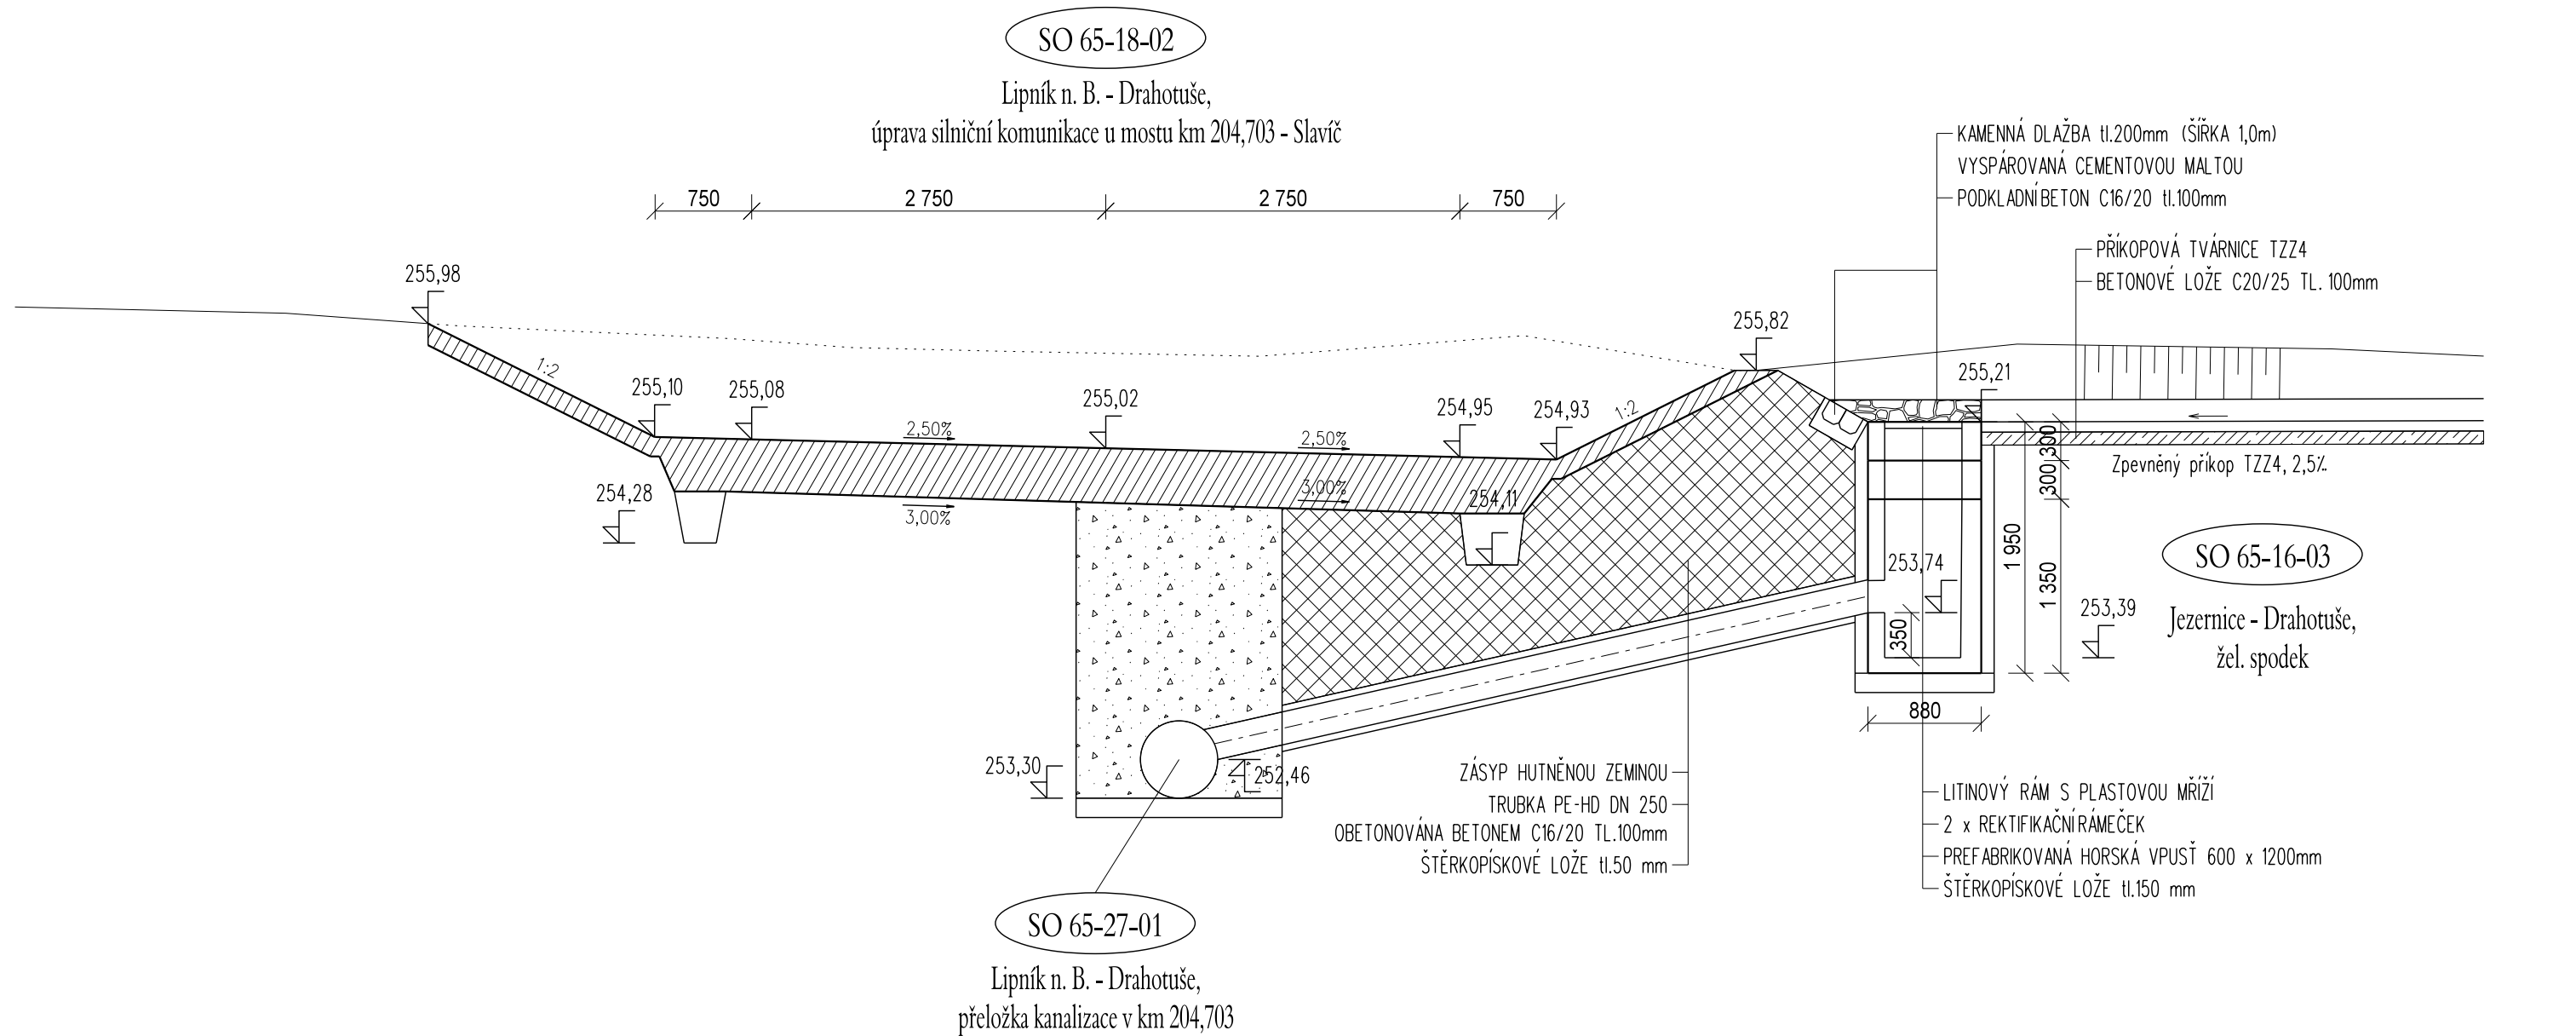 SO 65-18-02
Lipník n. B. - Drahotuše,
úprava silniční komunikace u mostu km 204,703 - Slavíč
KAMENNÁ DLAŽBA tl.200mm (ŠÍŘKA 1,0m)
VYSPÁROVANÁ CEMENTOVOU MALTOU
PODKLADNÍ BETON C16/20 tl.100mm
750
2 750
2 750
750
PŘÍKOPOVÁ TVÁRNICE TZZ4
BETONOVÉ LOŽE C20/25 TL. 100mm
255,98
255,82
1:2
255,10
255,08
255,02
254,95
254,93
1:2
255,21
2,50%
2,50%
300
Zpevněný příkop TZZ4, 2,5%
300
254,28
3,00%
3,00%
254,11
1 950
SO 65-16-03
253,74
1 350
253,39
350
Jezernice - Drahotuše,
žel. spodek
880
253,30
252,46
ZÁSYP HUTNĚNOU ZEMINOU
TRUBKA PE-HD DN 250
OBETONOVÁNA BETONEM C16/20 TL.100mm
ŠTĚRKOPÍSKOVÉ LOŽE tl.50 mm
LITINOVÝ RÁM S PLASTOVOU MŘÍŽÍ
2 x REKTIFIKAČNÍ RÁMEČEK
PREFABRIKOVANÁ HORSKÁ VPUSŤ 600 x 1200mm
ŠTĚRKOPÍSKOVÉ LOŽE tl.150 mm
SO 65-27-01
Lipník n. B. - Drahotuše,
přeložka kanalizace v km 204,703